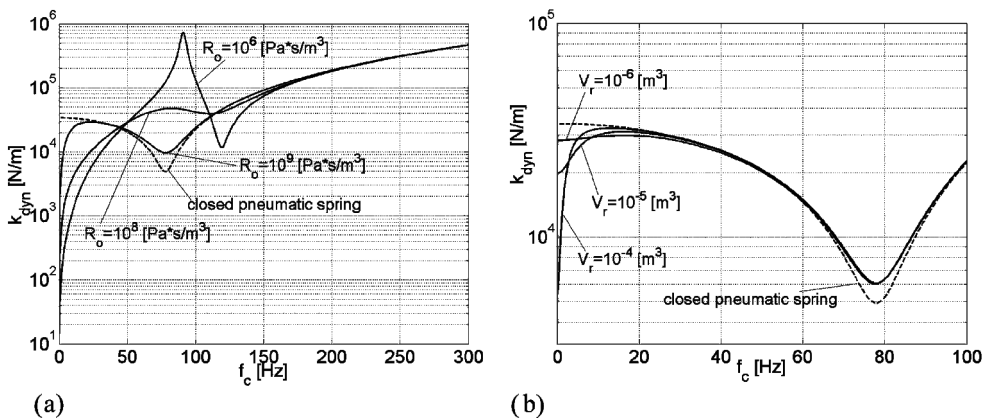 10^6
10^5
10^4
10^3
10^2
10^1
k_dyn [N/m]
R_o=10^6 [Pa*s/m^3]
R_o=10^9 [Pa*s/m^3]
closed pneumatic spring
R_o=10^8 [Pa*s/m^3]
0 50 100 150 200 250 300
f_c [Hz]
(a)
10^5
10^4
k_dyn [N/m]
V_r=10^-6 [m^3]
V_r=10^-5 [m^3]
V_r=10^-4 [m^3]
closed pneumatic spring
0 20 40 60 80 100
f_c [Hz]
(b)